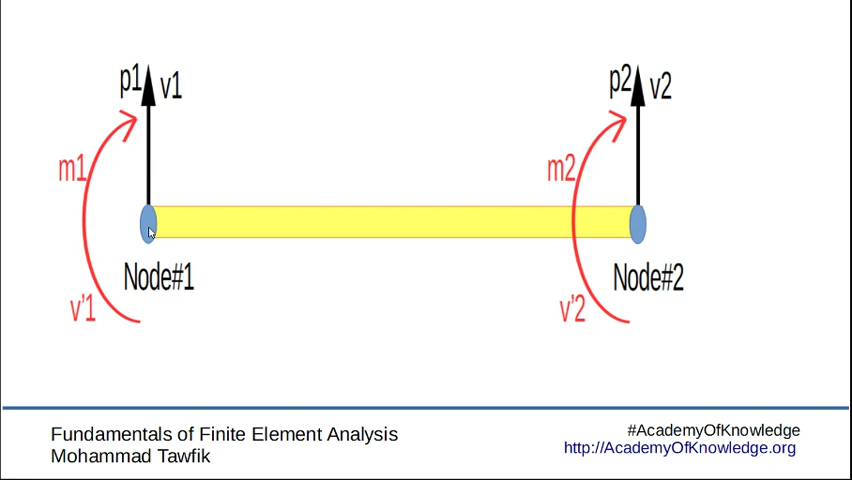 p1 v1
p2 v2
m1
m2
Node#1
Node#2
v'1
v'2
Fundamentals of Finite Element Analysis
Mohammad Tawfik
#AcademyOfKnowledge
http://AcademyOfKnowledge.org